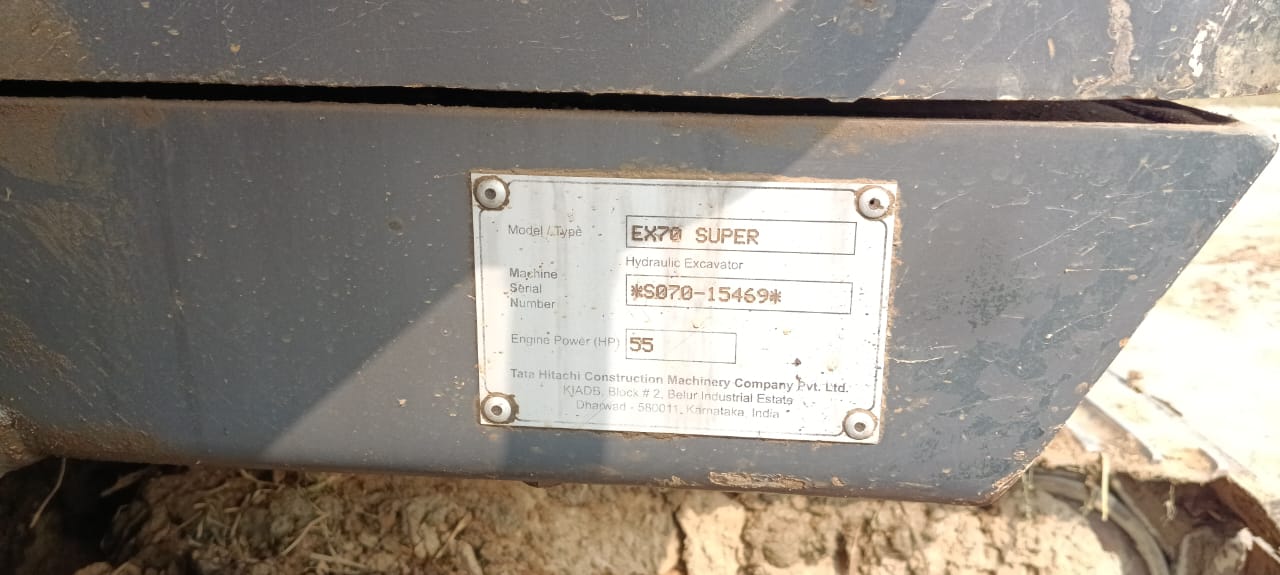 Model / Type EX70 SUPER
Hydraulic Excavator
Machine
Serial
Number
*S070-15469*
Engine Power (HP) 55
Tata Hitachi Construction Machinery Company Pvt. Ltd.
KIADB, Block # 2, Belur Industrial Estate
Dharwad - 580011, Karnataka, India